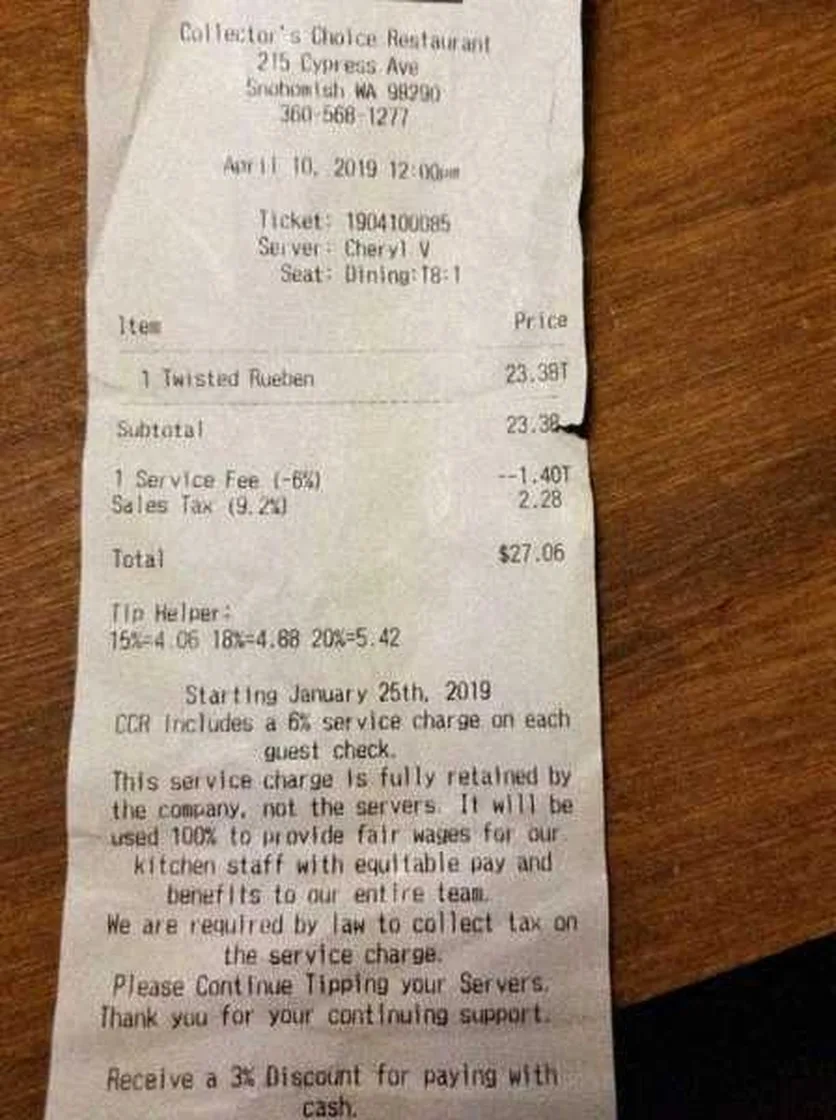 Collector's Choice Restaurant
215 Cypress Ave
Snohomish WA 98290
360-568-1277
April 10, 2019 12:00pm
Ticket: 1904100085
Server: Cheryl V
Seat: Dining:T8:1
Item Price
1 Twisted Rueben 23.38T
Subtotal 23.38
1 Service Fee (-6%) --1.40T
Sales Tax (9.2%) 2.28
Total $27.06
Tip Helper:
15%=4.06 18%=4.88 20%=5.42
Starting January 25th, 2019
CCR includes a 6% service charge on each
guest check.
This service charge is fully retained by
the company, not the servers. It will be
used 100% to provide fair wages for our
kitchen staff with equitable pay and
benefits to our entire team.
We are required by law to collect tax on
the service charge.
Please Continue Tipping your Servers.
Thank you for your continuing support.
Receive a 3% Discount for paying with
cash.